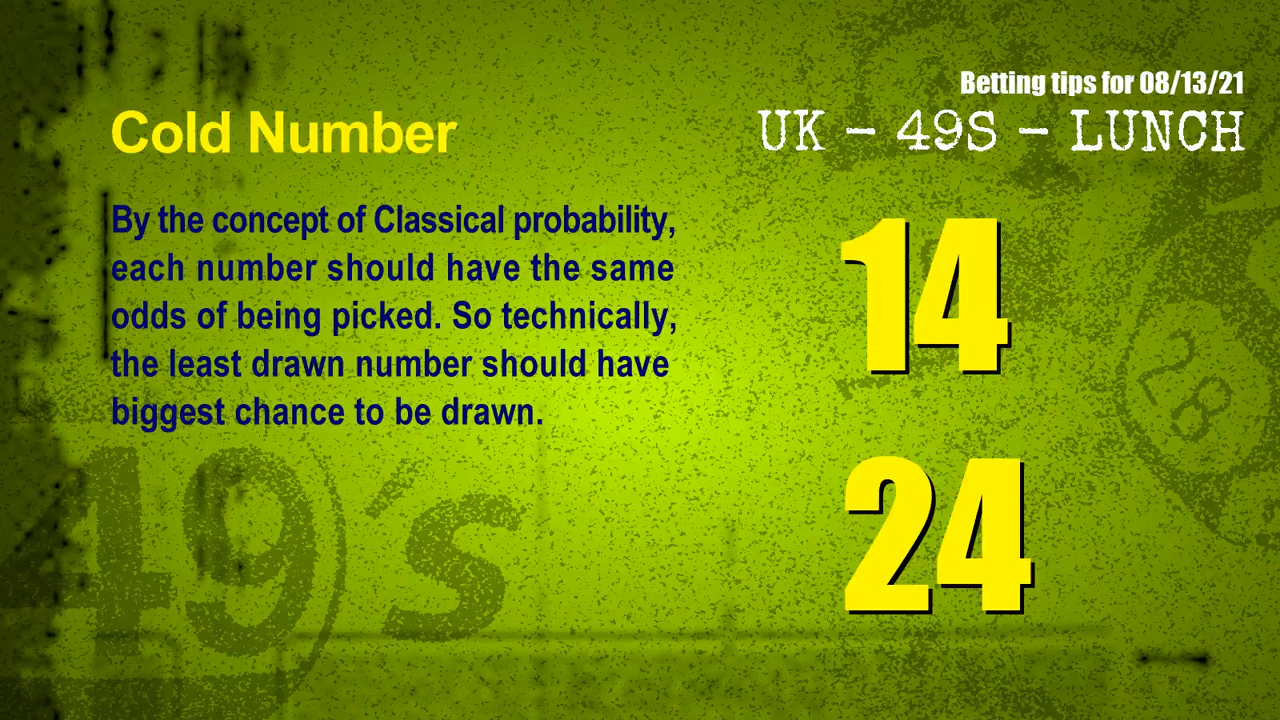 Betting tips for 08/13/21
UK - 49S - LUNCH
Cold Number
By the concept of Classical probability,
each number should have the same
odds of being picked. So technically,
the least drawn number should have
biggest chance to be drawn.
14
24
28
49's